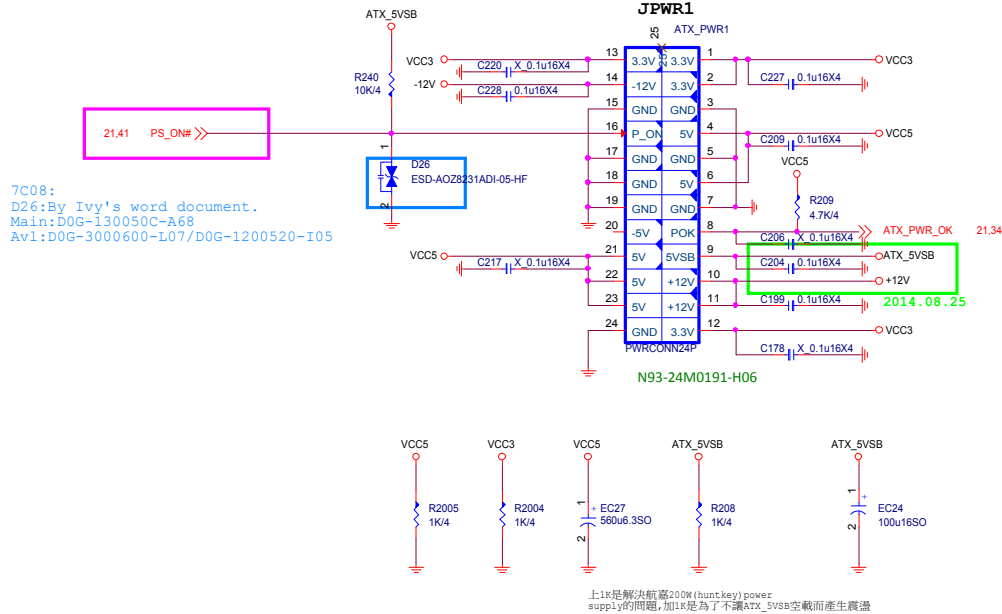 JPWR1
ATX_5VSB
ATX_PWR1
25
25
VCC3
C220 X_0.1u16X4
13 3.3V 3.3V 1
VCC3
R240
10K/4
-12V
C228 0.1u16X4
14 -12V 3.3V 2
C227 0.1u16X4
15 GND GND 3
21,41 PS_ON#
16 P_ON 5V 4
VCC5
1
D26
ESD-AOZ8231ADI-05-HF
2
17 GND GND 5
C209 0.1u16X4
VCC5
18 GND 5V 6
7C08:
D26:By Ivy's word document.
Main:D0G-130050C-A68
Avl:D0G-3000600-L07/D0G-1200520-I05
19 GND GND 7
R209
4.7K/4
20 -5V POK 8
ATX_PWR_OK 21,34
C206 X_0.1u16X4
VCC5
21 5V 5VSB 9
ATX_5VSB
C217 X_0.1u16X4
C204 0.1u16X4
22 5V +12V 10
+12V
23 5V +12V 11
C199 0.1u16X4
2014.08.25
24 GND 3.3V 12
VCC3
PWRCONN24P
C178 X_0.1u16X4
N93-24M0191-H06
VCC5 VCC3 VCC5 ATX_5VSB ATX_5VSB
R2005
1K/4
R2004
1K/4
1
+ EC27
560u6.3SO
2
R208
1K/4
1
+
EC24
100u16SO
2
上1K是解決航嘉200W(huntkey)power
supply的問題,加1K是為了不讓ATX_5VSB空載而產生震盪